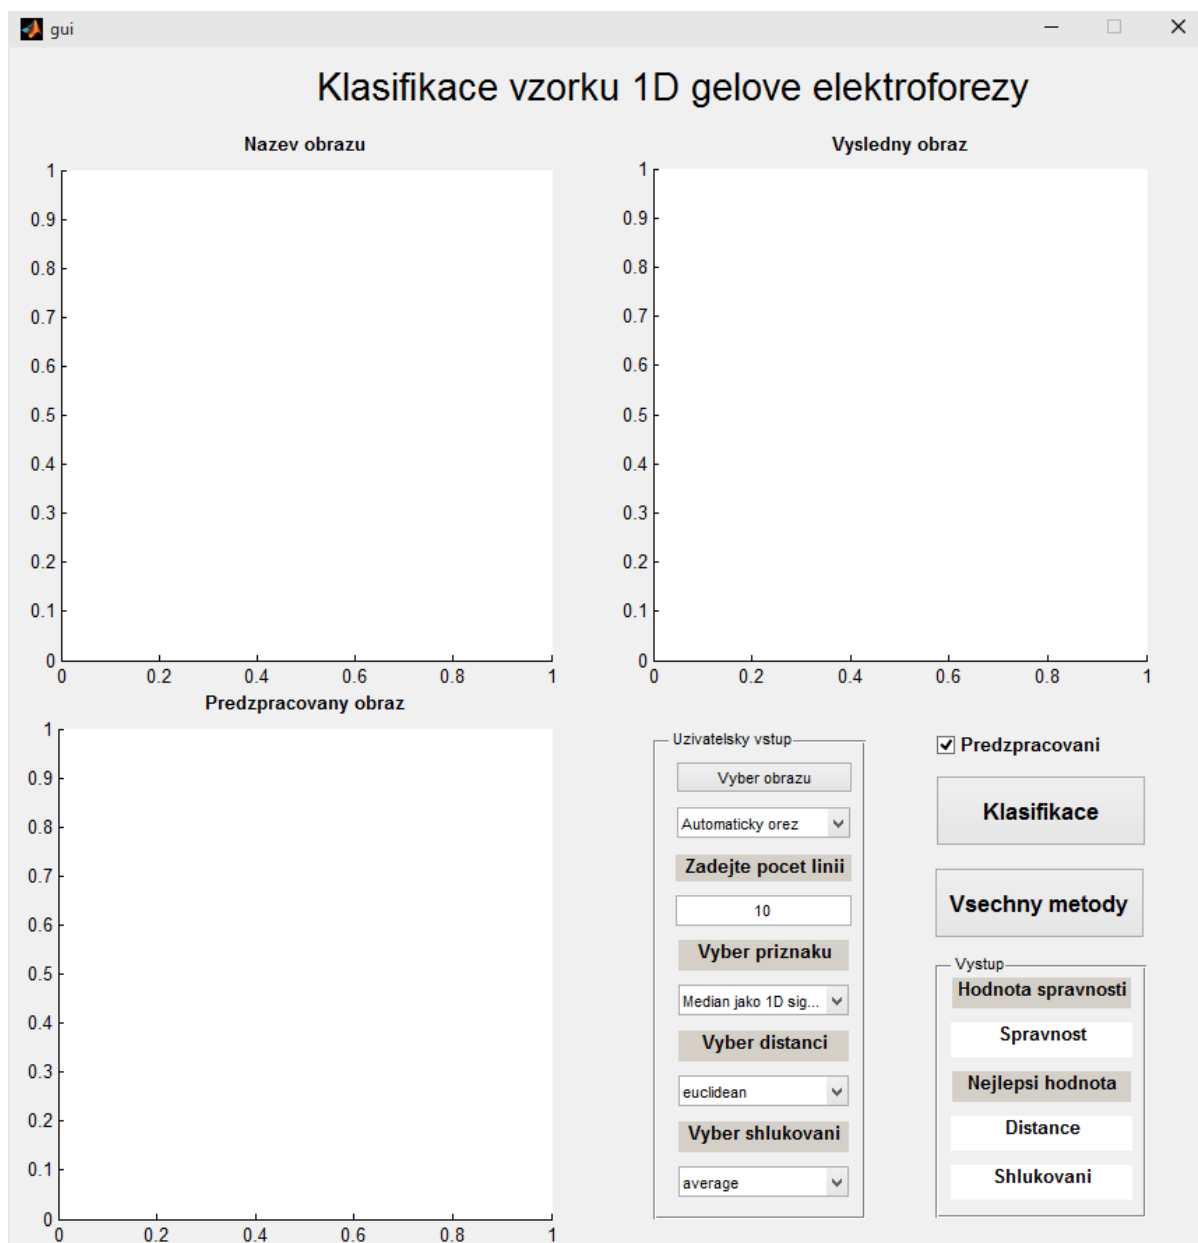 gui
Klasifikace vzorku 1D gelove elektroforezy
Nazev obrazu
1
0.9
0.8
0.7
0.6
0.5
0.4
0.3
0.2
0.1
0
0 0.2 0.4 0.6 0.8 1
Vysledny obraz
1
0.9
0.8
0.7
0.6
0.5
0.4
0.3
0.2
0.1
0
0 0.2 0.4 0.6 0.8 1
Predzpracovany obraz
1
0.9
0.8
0.7
0.6
0.5
0.4
0.3
0.2
0.1
0
0 0.2 0.4 0.6 0.8 1
Uzivatelsky vstup
Vyber obrazu
Automaticky orez
Zadejte pocet linii
10
Vyber priznaku
Median jako 1D sig...
Vyber distanci
euclidean
Vyber shlukovani
average
Predzpracovani
Klasifikace
Vsechny metody
Vystup
Hodnota spravnosti
Spravnost
Nejlepsi hodnota
Distance
Shlukovani